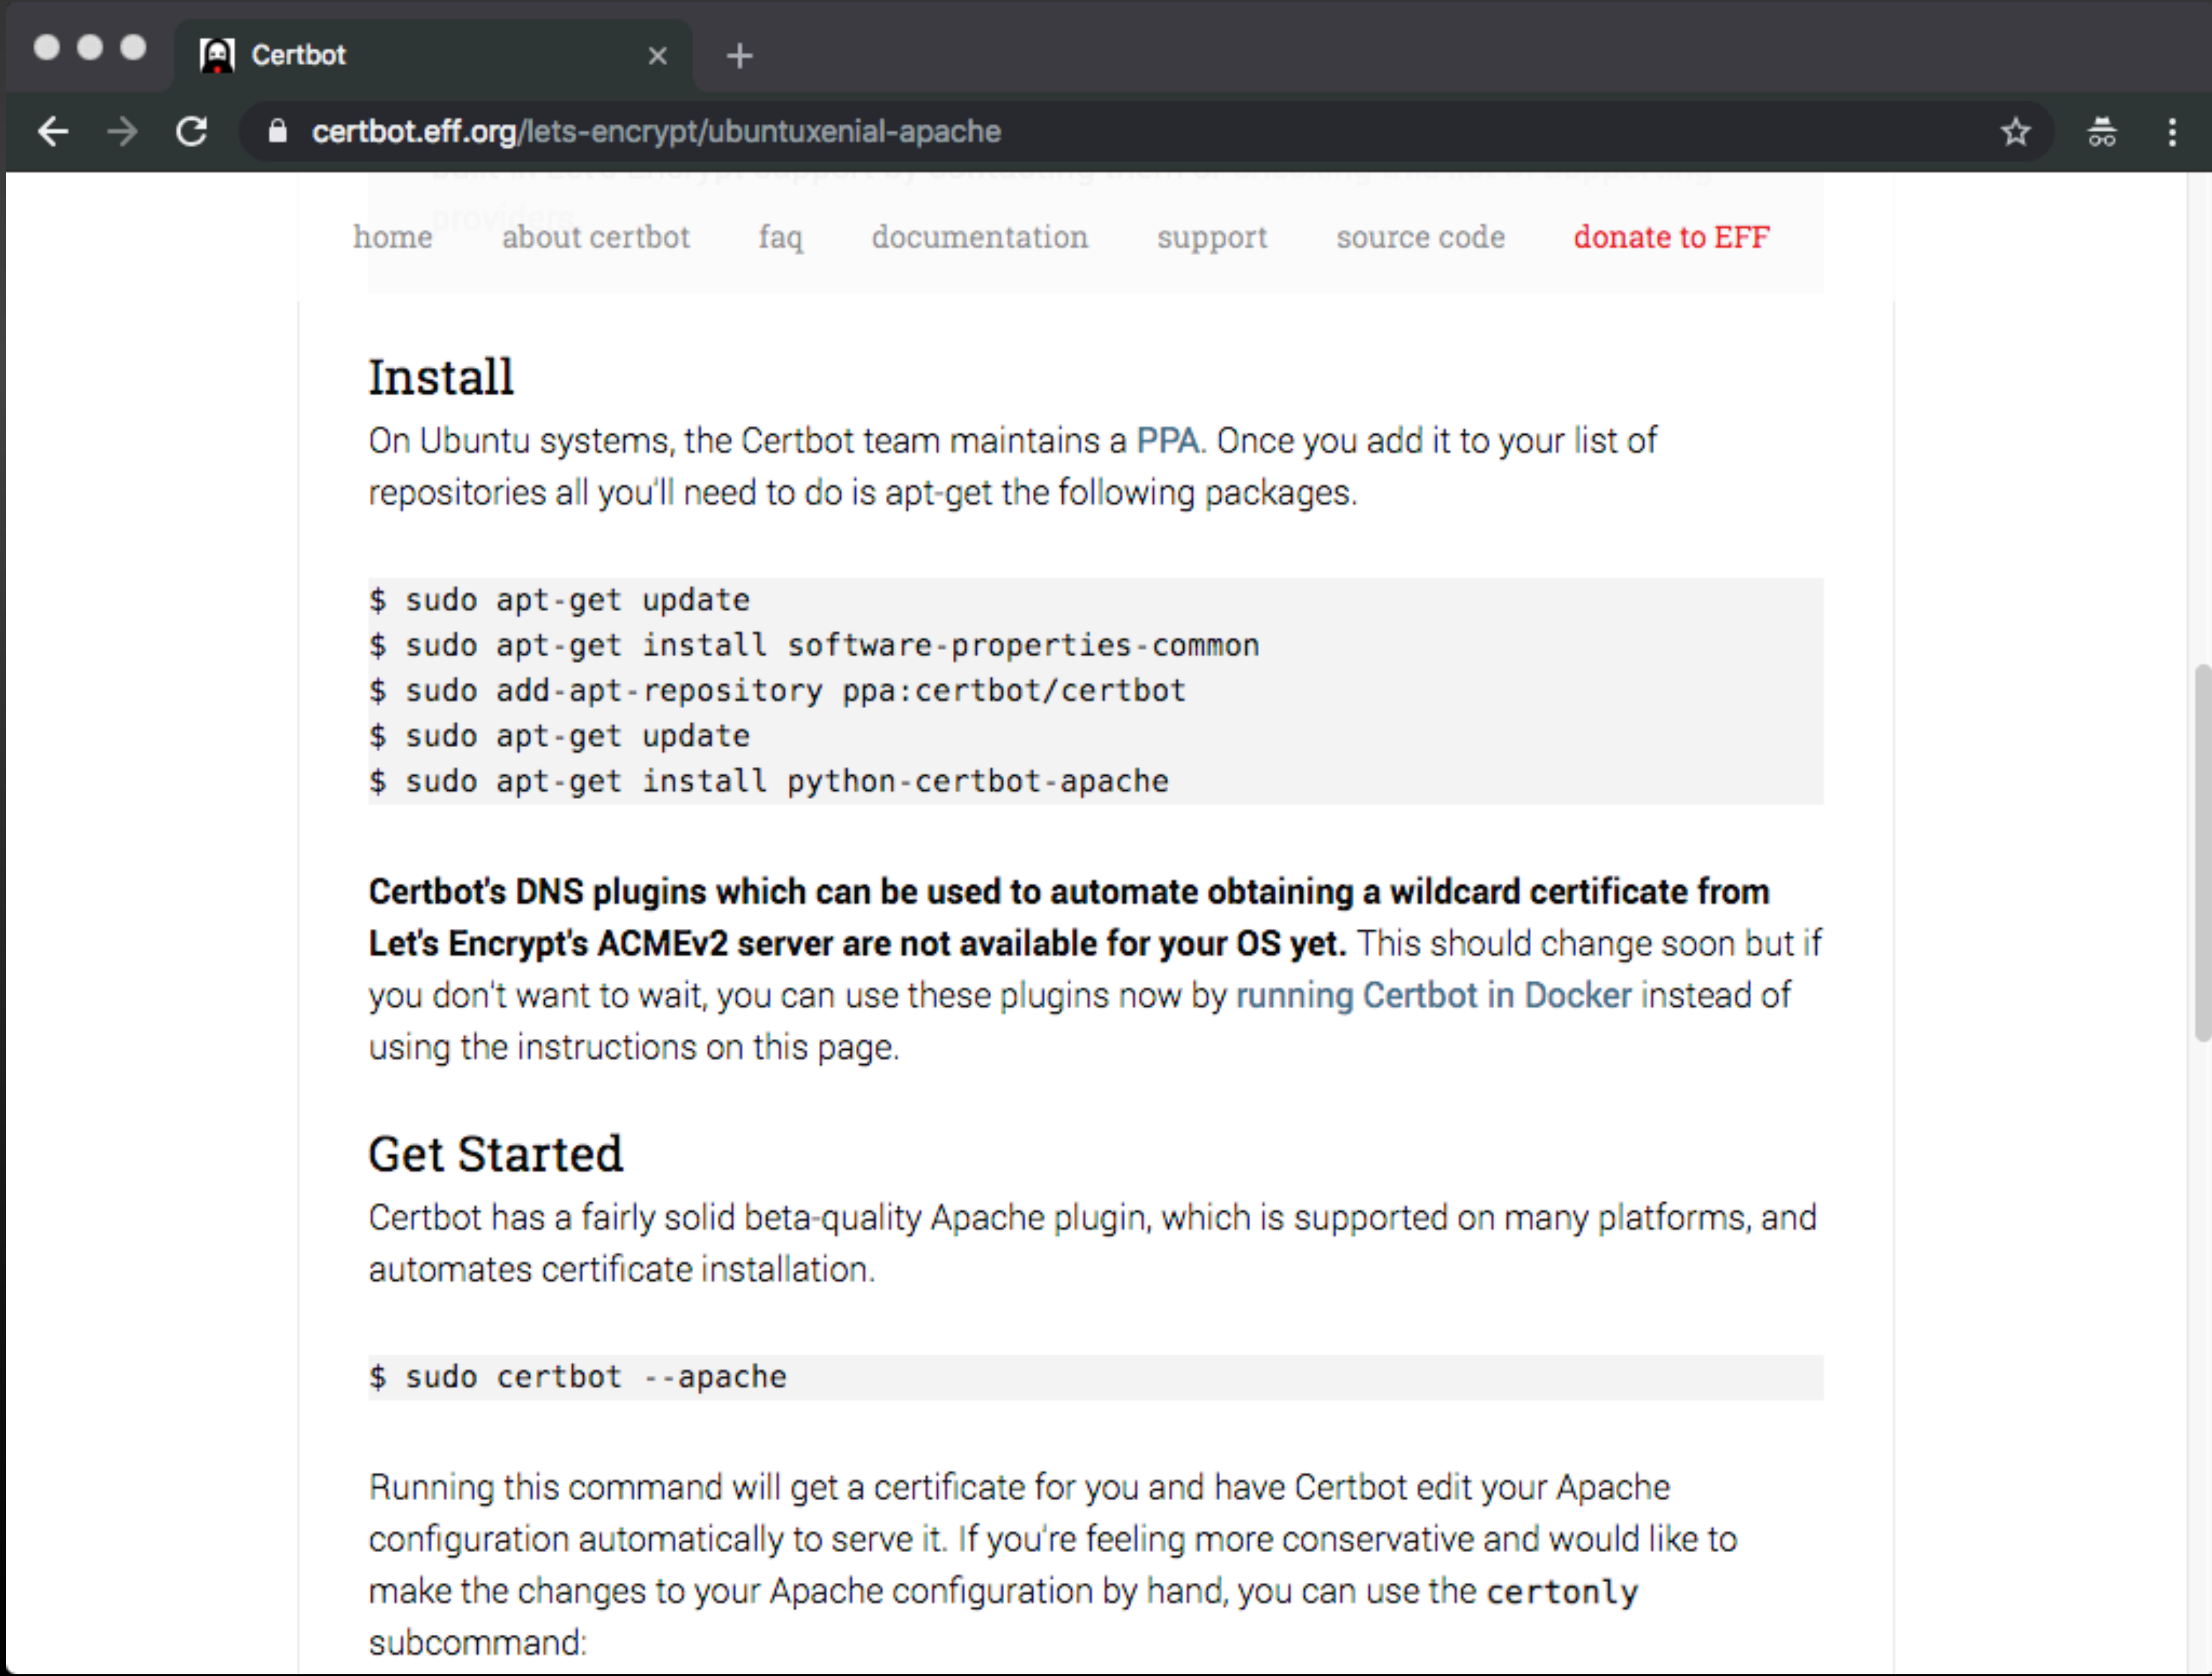 Certbot
certbot.eff.org/lets-encrypt/ubuntuxenial-apache
providers.
home about certbot faq documentation support source code donate to EFF
Install
On Ubuntu systems, the Certbot team maintains a PPA. Once you add it to your list of
repositories all you'll need to do is apt-get the following packages.
$ sudo apt-get update
$ sudo apt-get install software-properties-common
$ sudo add-apt-repository ppa:certbot/certbot
$ sudo apt-get update
$ sudo apt-get install python-certbot-apache
Certbot's DNS plugins which can be used to automate obtaining a wildcard certificate from
Let's Encrypt's ACMEv2 server are not available for your OS yet. This should change soon but if
you don't want to wait, you can use these plugins now by running Certbot in Docker instead of
using the instructions on this page.
Get Started
Certbot has a fairly solid beta-quality Apache plugin, which is supported on many platforms, and
automates certificate installation.
$ sudo certbot --apache
Running this command will get a certificate for you and have Certbot edit your Apache
configuration automatically to serve it. If you're feeling more conservative and would like to
make the changes to your Apache configuration by hand, you can use the certonly
subcommand: